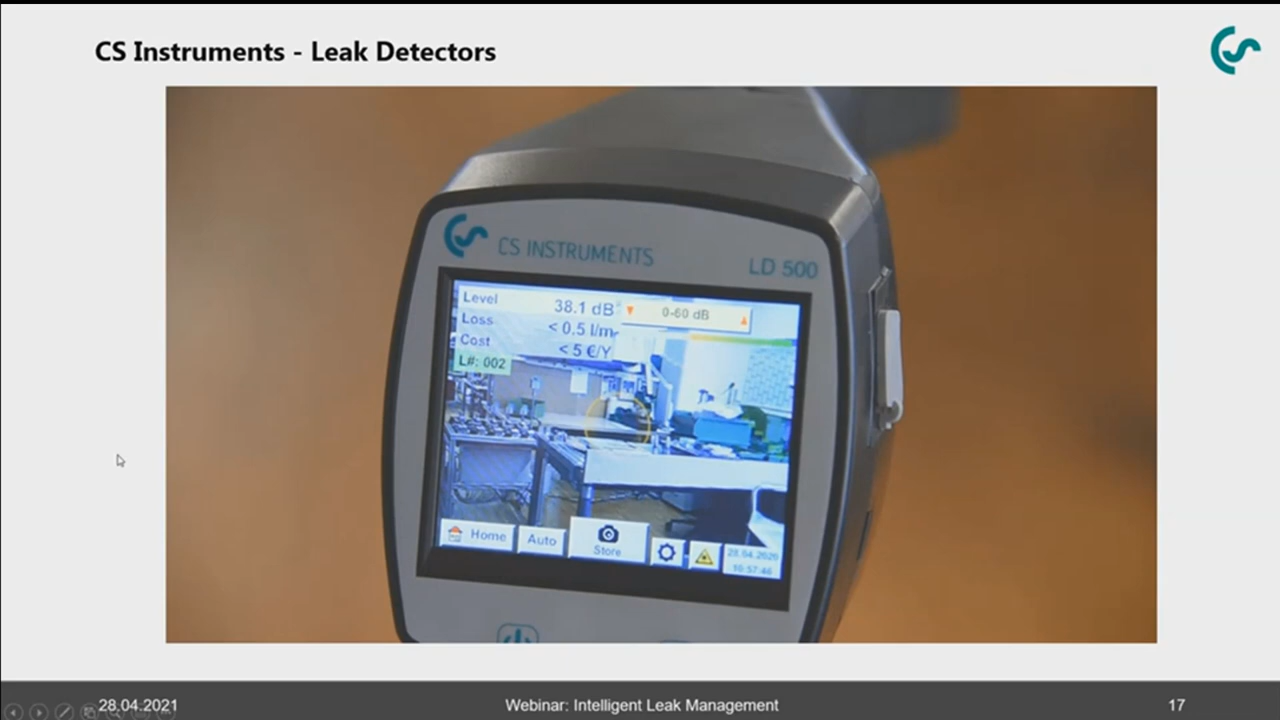 CS Instruments - Leak Detectors
CS INSTRUMENTS
LD 500
Level 38.1 dB
0-60 dB
Loss < 0.5 l/m
Cost < 5 €/Y
L#: 002
Home
Auto
Store
28.04.2020
10:57:46
28.04.2021
Webinar: Intelligent Leak Management
17